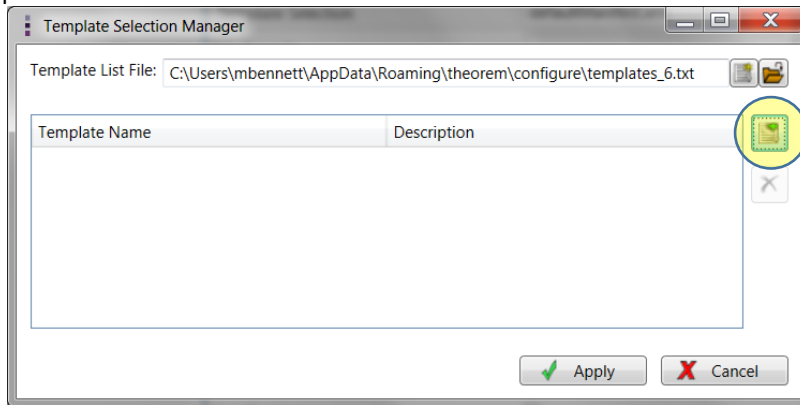 Template Selection Manager
Template List File: C:\Users\mbennett\AppData\Roaming\theorem\configure\templates_6.txt
Template Name Description
Apply Cancel